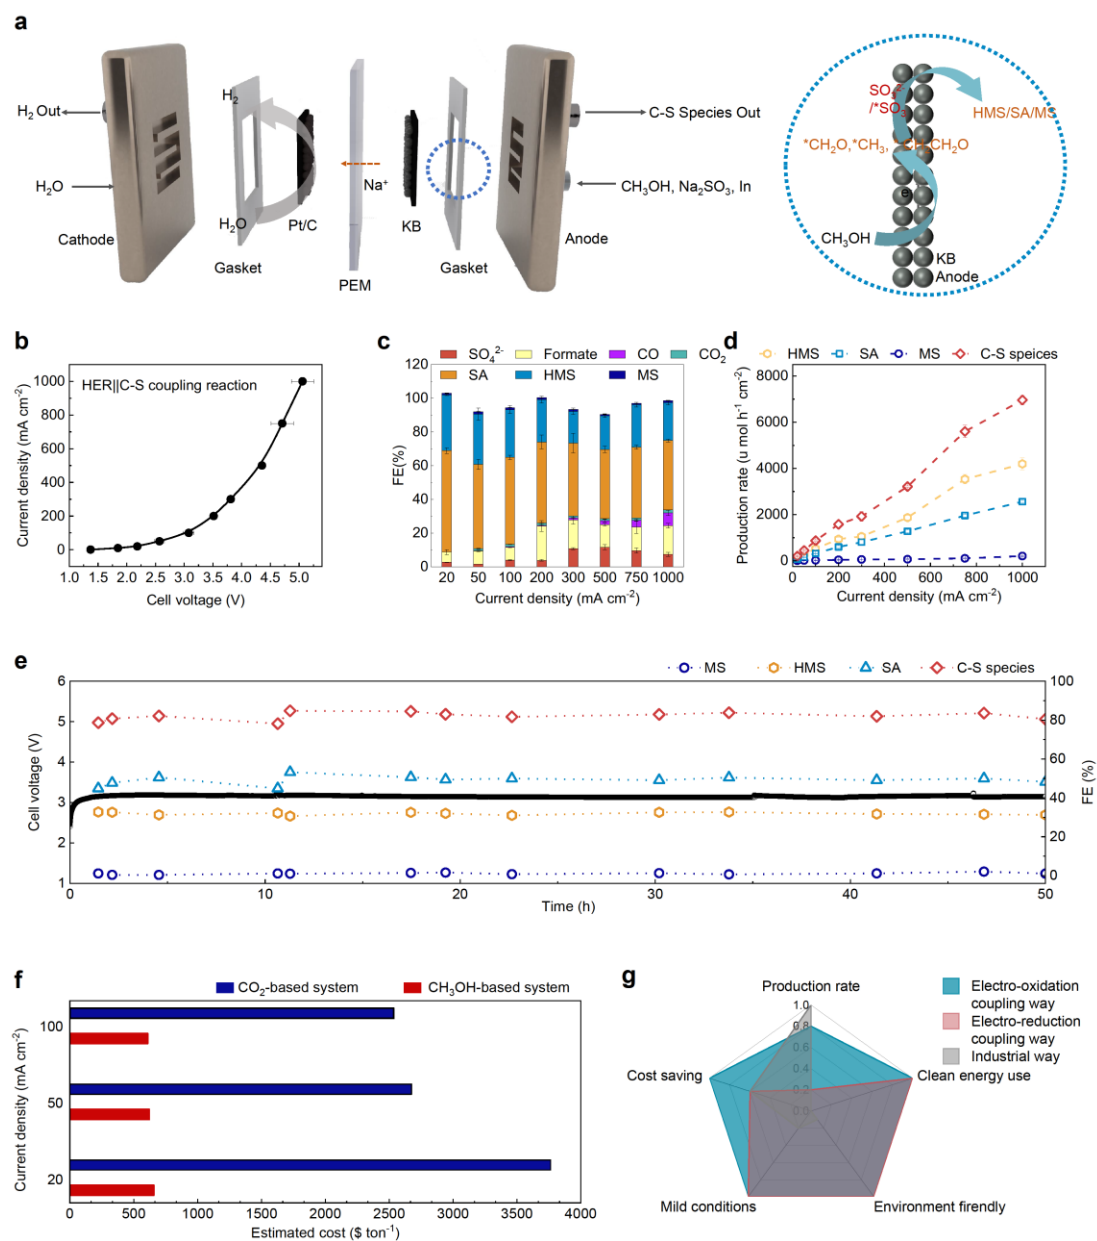 a
H2 Out
H2O
Cathode
H2
H2O
Gasket
Pt/C
Na+
PEM
KB
Gasket
Anode
C-S Species Out
CH3OH, Na2SO3, In
SO32-
/*SO3
HMS/SA/MS
*CH2O,*CH3,
CH2O
e
CH3OH
KB
Anode
b
HER||C-S coupling reaction
Current density (mA cm-2)
1000
800
600
400
200
0
1.0 1.5 2.0 2.5 3.0 3.5 4.0 4.5 5.0
Cell voltage (V)
c
SO42- Formate CO CO2
SA HMS MS
FE(%)
120
100
80
60
40
20
0
20 50 100 200 300 500 750 1000
Current density (mA cm-2)
d
HMS SA MS C-S speices
Production rate (u mol h-1 cm-2)
8000
6000
4000
2000
0
0 200 400 600 800 1000
Current density (mA cm-2)
e
MS HMS SA C-S species
Cell voltage (V)
6
5
4
3
2
1
FE (%)
100
80
60
40
20
0
0 10 20 30 40 50
Time (h)
f
CO2-based system CH3OH-based system
Current density (mA cm-2)
100
50
20
0 500 1000 1500 2000 2500 3000 3500 4000
Estimated cost ($ ton-1)
g
Production rate
1.0
0.8
0.6
0.4
0.2
0.0
Cost saving
Clean energy use
Mild conditions
Environment firendly
Electro-oxidation
coupling way
Electro-reduction
coupling way
Industrial way